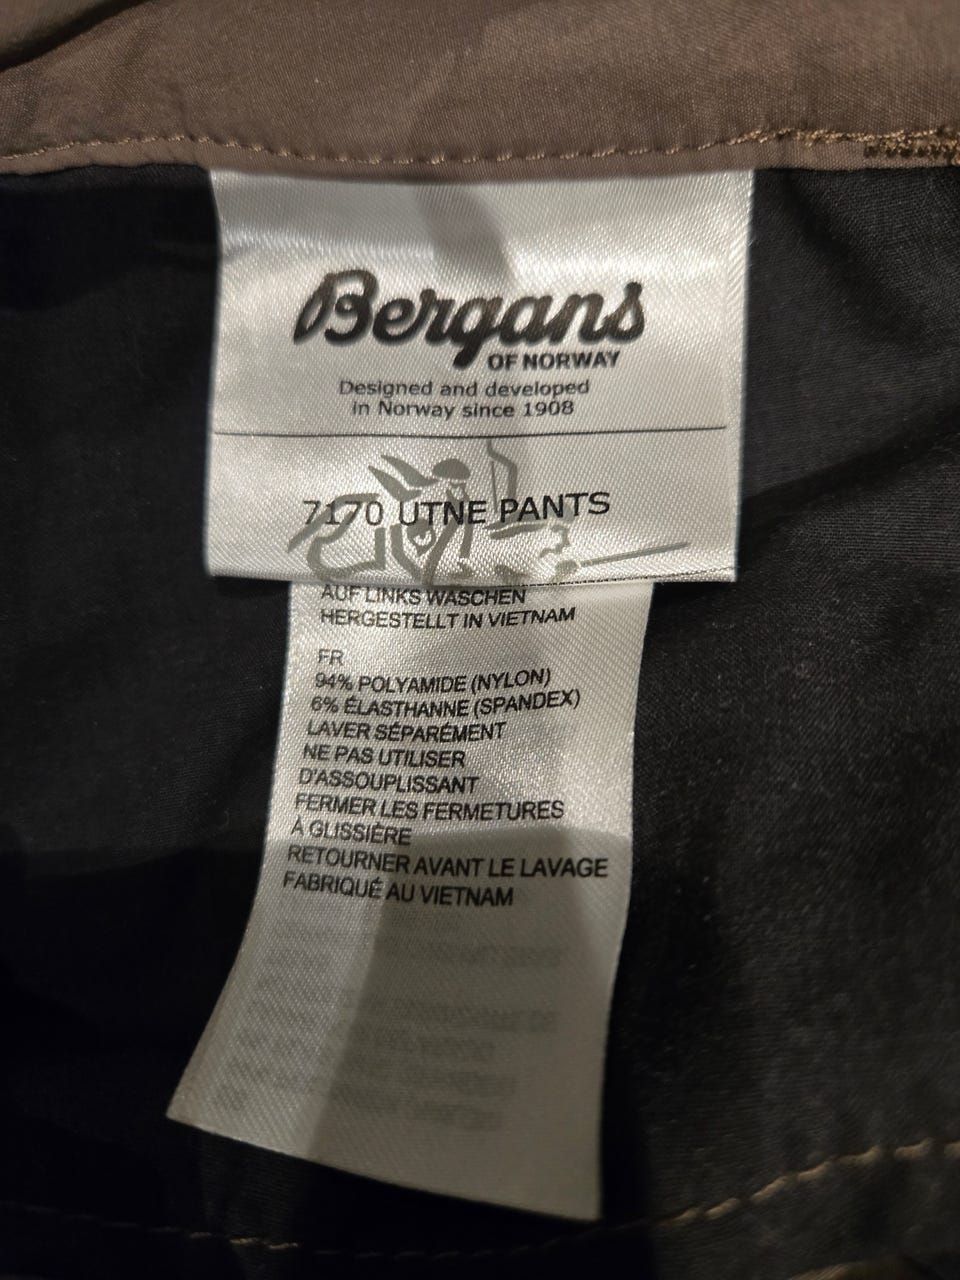 Bergans
OF NORWAY
Designed and developed
in Norway since 1908
7170 UTNE PANTS
AUF LINKS WASCHEN
HERGESTELLT IN VIETNAM
FR
94% POLYAMIDE (NYLON)
6% ÉLASTHANNE (SPANDEX)
LAVER SÉPARÉMENT
NE PAS UTILISER
D'ASSOUPLISSANT
FERMER LES FERMETURES
À GLISSIÈRE
RETOURNER AVANT LE LAVAGE
FABRIQUÉ AU VIETNAM